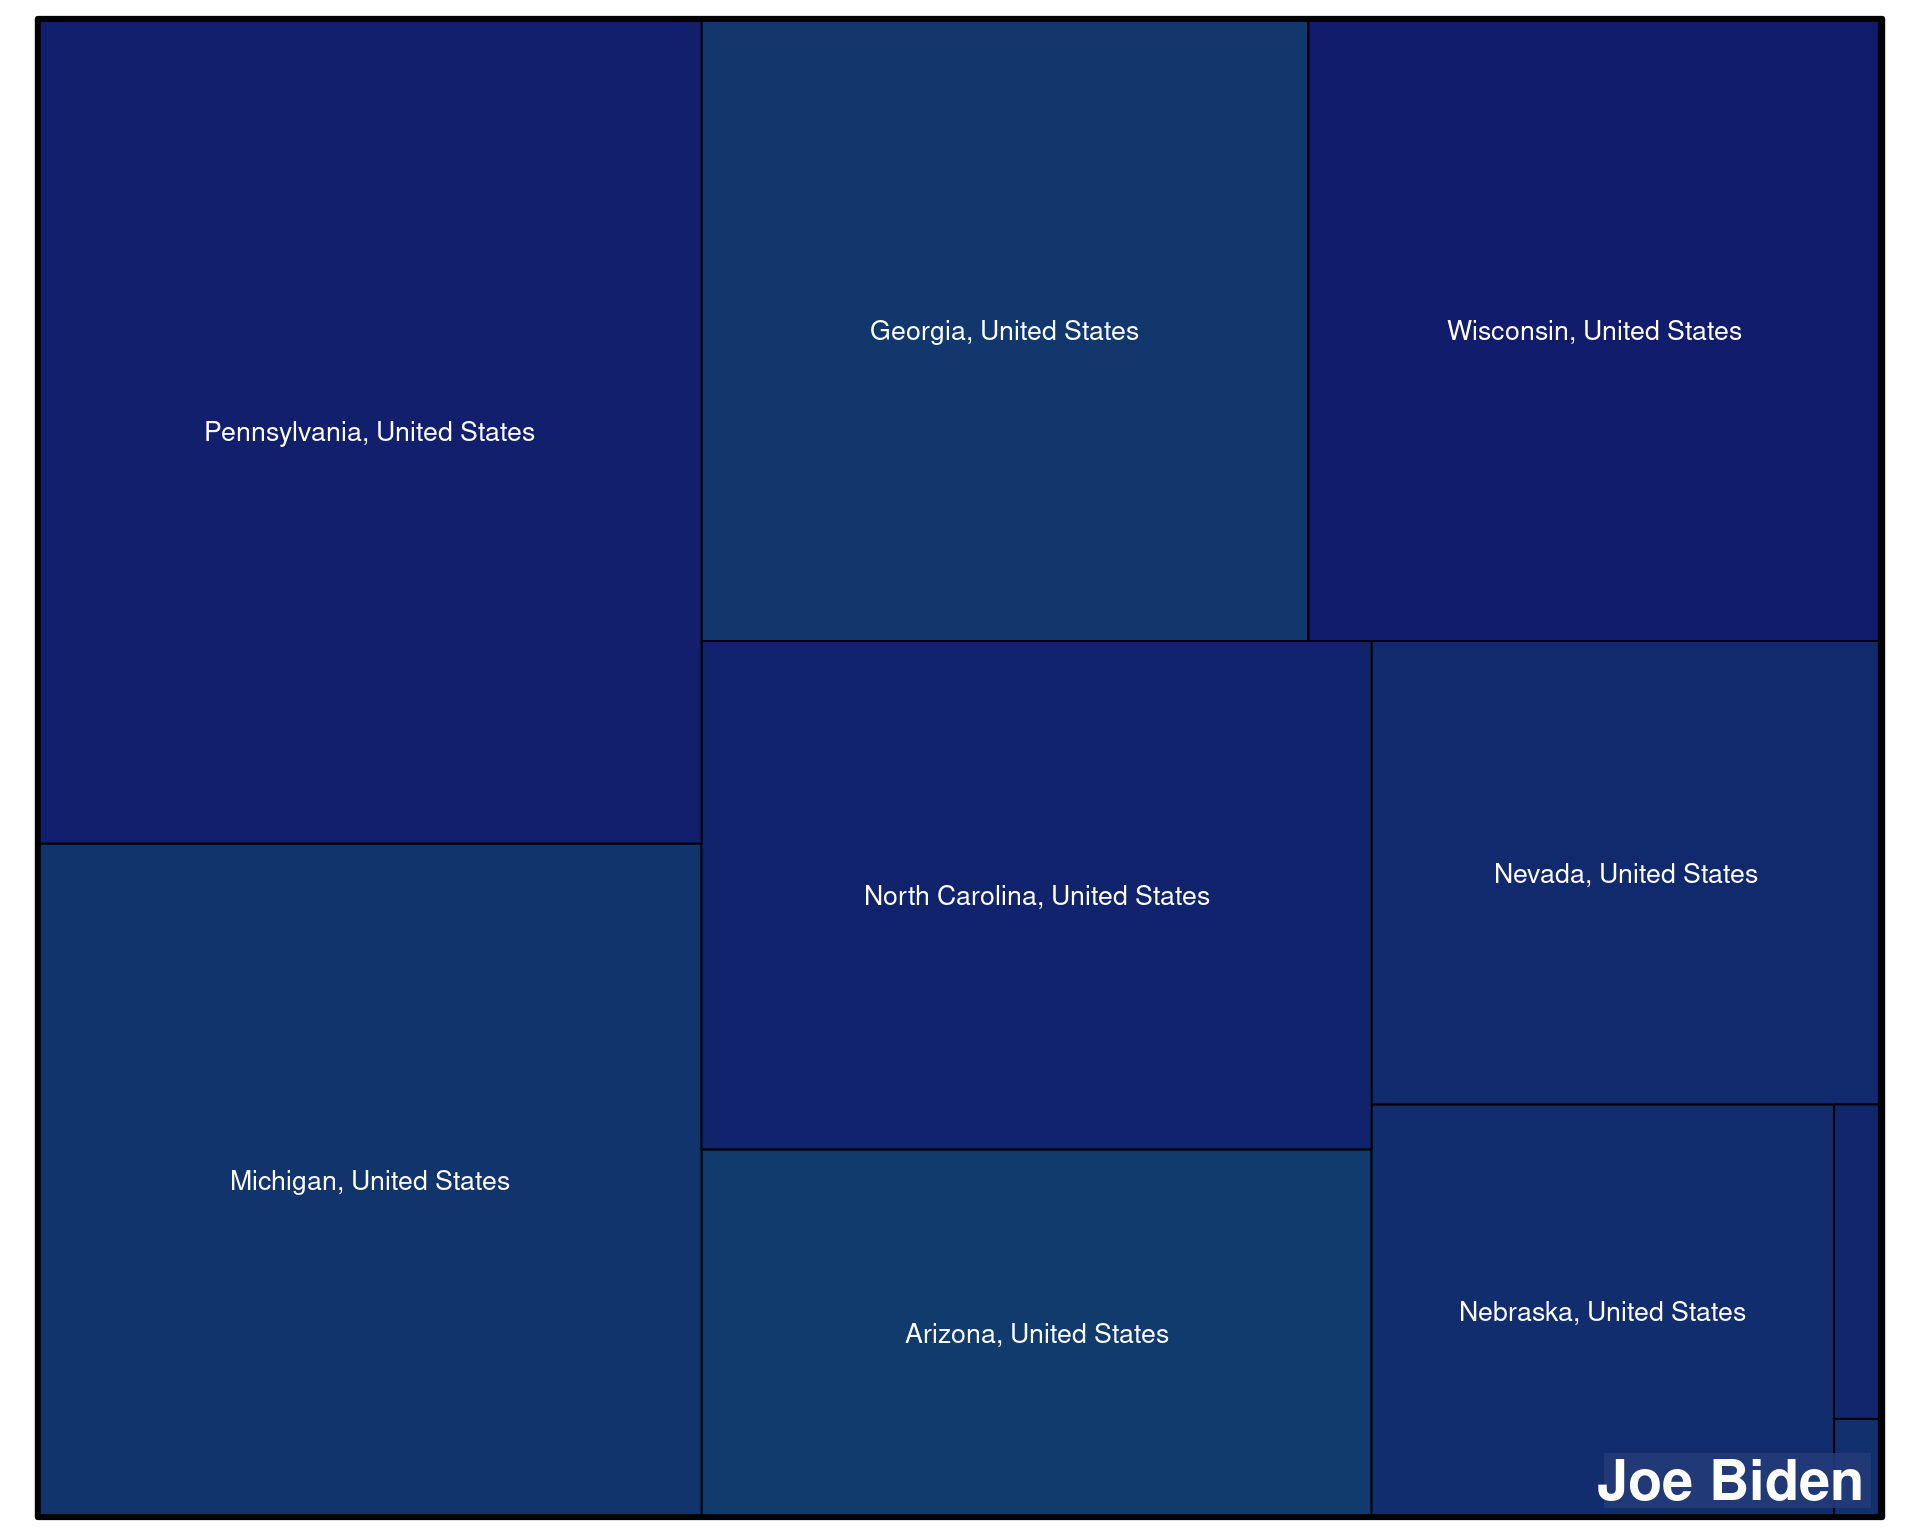 Georgia, United States
Wisconsin, United States
Pennsylvania, United States
Nevada, United States
North Carolina, United States
Michigan, United States
Nebraska, United States
Arizona, United States
Joe Biden